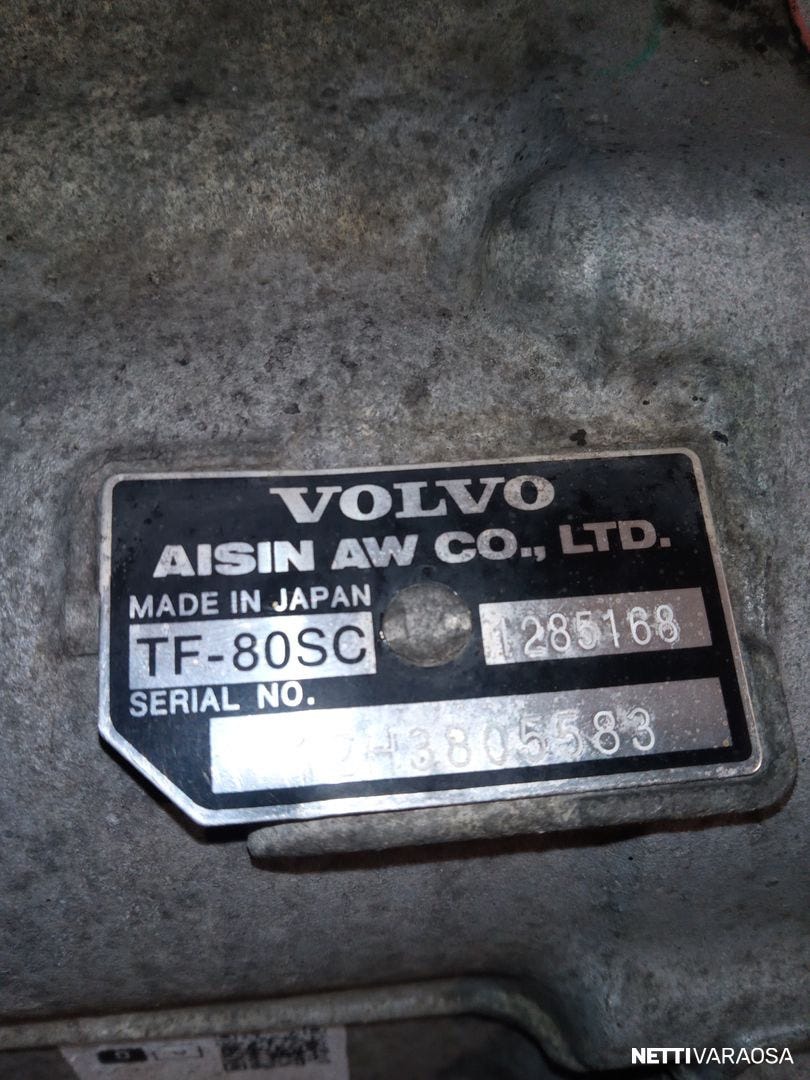 VOLVO
AISIN AW CO., LTD.
MADE IN JAPAN
TF-80SC 1285168
SERIAL NO.
NETTIVARAOSA